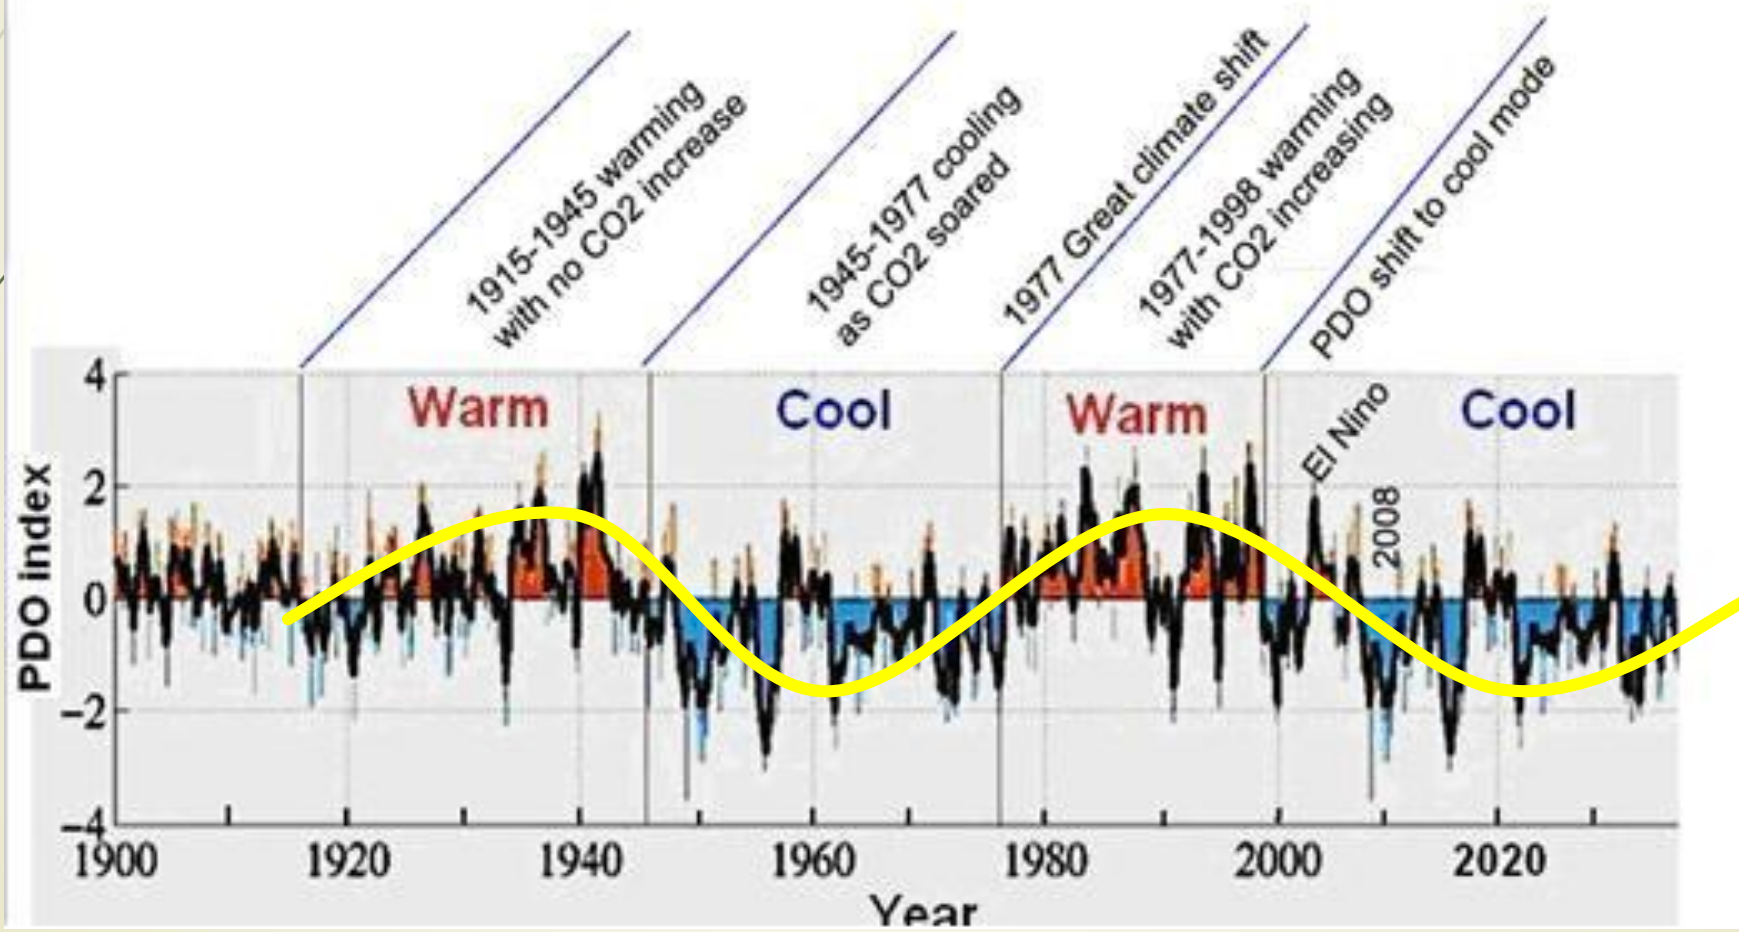 1915-1945 warming
with no CO2 increase
1945-1977 cooling
as CO2 soared
1977 Great climate shift
1977-1998 warming
with CO2 increasing
PDO shift to cool mode
Warm
Cool
Warm
Cool
El Nino
2008
PDO index
4
2
0
−2
−4
1900 1920 1940 1960 1980 2000 2020
Year